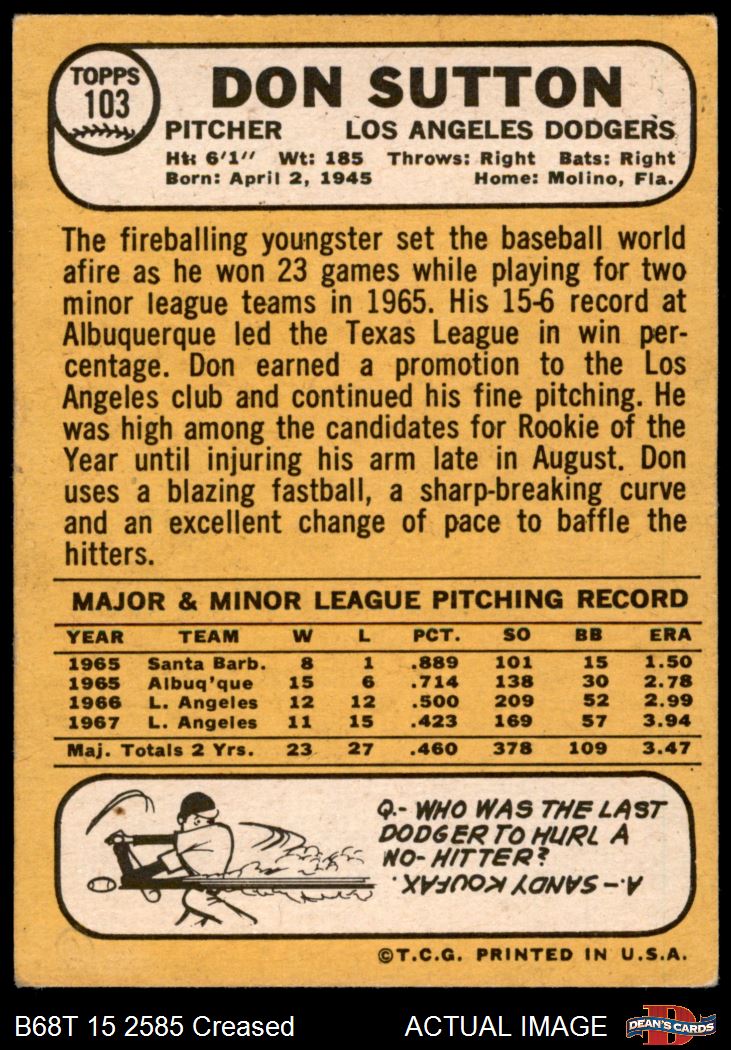 TOPPS
103
DON SUTTON
PITCHER LOS ANGELES DODGERS
Ht: 6'1" Wt: 185 Throws: Right Bats: Right
Born: April 2, 1945 Home: Molino, Fla.
The fireballing youngster set the baseball world
afire as he won 23 games while playing for two
minor league teams in 1965. His 15-6 record at
Albuquerque led the Texas League in win per-
centage. Don earned a promotion to the Los
Angeles club and continued his fine pitching. He
was high among the candidates for Rookie of the
Year until injuring his arm late in August. Don
uses a blazing fastball, a sharp-breaking curve
and an excellent change of pace to baffle the
hitters.
MAJOR & MINOR LEAGUE PITCHING RECORD
YEAR TEAM W L PCT. SO BB ERA
1965 Santa Barb. 8 1 .889 101 15 1.50
1965 Albuq'que 15 6 .714 138 30 2.78
1966 L. Angeles 12 12 .500 209 52 2.99
1967 L. Angeles 11 15 .423 169 57 3.94
Maj. Totals 2 Yrs. 23 27 .460 378 109 3.47
Q.- WHO WAS THE LAST
DODGER TO HURL A
NO-HITTER?
A.- SANDY KOUFAX.
©T.C.G. PRINTED IN U.S.A.
B68T 15 2585 Creased ACTUAL IMAGE
D
DEAN'S CARDS